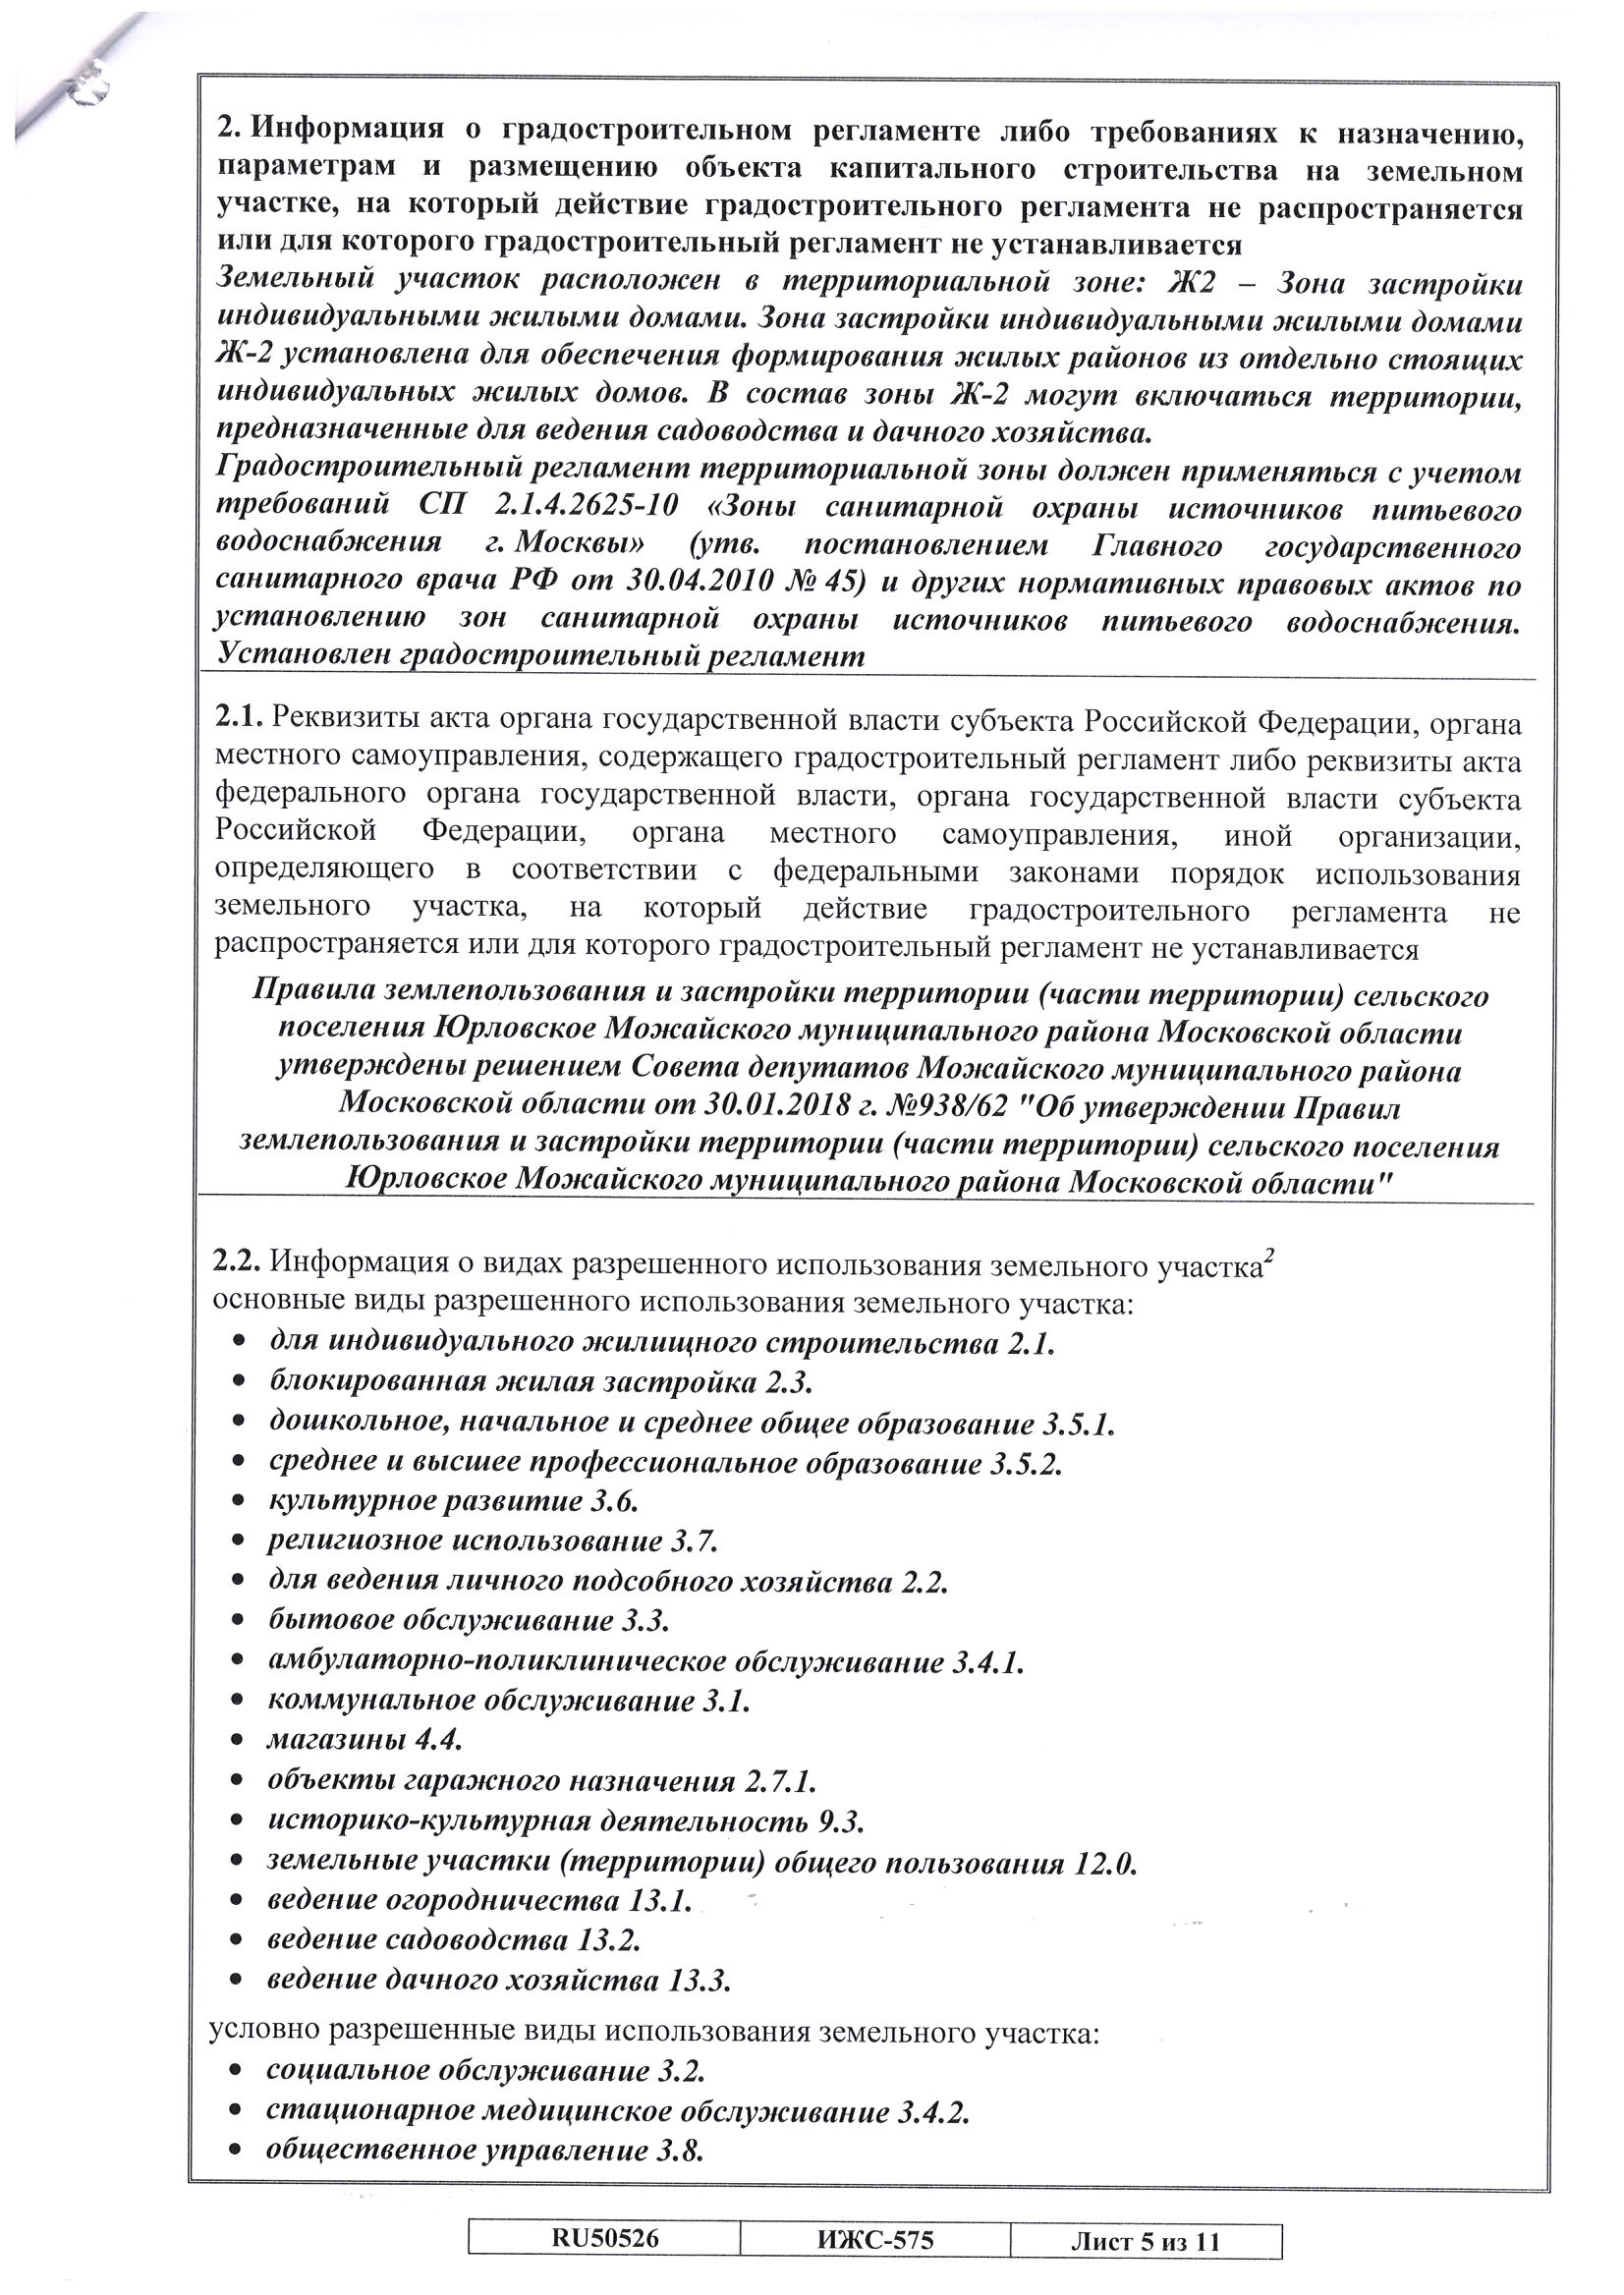 2. Информация о градостроительном регламенте либо требованиях к назначению,
параметрам и размещению объекта капитального строительства на земельном
участке, на который действие градостроительного регламента не распространяется
или для которого градостроительный регламент не устанавливается
Земельный участок расположен в территориальной зоне: Ж2 – Зона застройки
индивидуальными жилыми домами. Зона застройки индивидуальными жилыми домами
Ж-2 установлена для обеспечения формирования жилых районов из отдельно стоящих
индивидуальных жилых домов. В состав зоны Ж-2 могут включаться территории,
предназначенные для ведения садоводства и дачного хозяйства.
Градостроительный регламент территориальной зоны должен применяться с учетом
требований СП 2.1.4.2625-10 «Зоны санитарной охраны источников питьевого
водоснабжения г. Москвы» (утв. постановлением Главного государственного
санитарного врача РФ от 30.04.2010 № 45) и других нормативных правовых актов по
установлению зон санитарной охраны источников питьевого водоснабжения.
Установлен градостроительный регламент
2.1. Реквизиты акта органа государственной власти субъекта Российской Федерации, органа
местного самоуправления, содержащего градостроительный регламент либо реквизиты акта
федерального органа государственной власти, органа государственной власти субъекта
Российской Федерации, органа местного самоуправления, иной организации,
определяющего в соответствии с федеральными законами порядок использования
земельного участка, на который действие градостроительного регламента не
распространяется или для которого градостроительный регламент не устанавливается
Правила землепользования и застройки территории (части территории) сельского
поселения Юрловское Можайского муниципального района Московской области
утверждены решением Совета депутатов Можайского муниципального района
Московской области от 30.01.2018 г. №938/62 "Об утверждении Правил
землепользования и застройки территории (части территории) сельского поселения
Юрловское Можайского муниципального района Московской области"
2.2. Информация о видах разрешенного использования земельного участка²
основные виды разрешенного использования земельного участка:
• для индивидуального жилищного строительства 2.1.
• блокированная жилая застройка 2.3.
• дошкольное, начальное и среднее общее образование 3.5.1.
• среднее и высшее профессиональное образование 3.5.2.
• культурное развитие 3.6.
• религиозное использование 3.7.
• для ведения личного подсобного хозяйства 2.2.
• бытовое обслуживание 3.3.
• амбулаторно-поликлиническое обслуживание 3.4.1.
• коммунальное обслуживание 3.1.
• магазины 4.4.
• объекты гаражного назначения 2.7.1.
• историко-культурная деятельность 9.3.
• земельные участки (территории) общего пользования 12.0.
• ведение огородничества 13.1.
• ведение садоводства 13.2.
• ведение дачного хозяйства 13.3.
условно разрешенные виды использования земельного участка:
• социальное обслуживание 3.2.
• стационарное медицинское обслуживание 3.4.2.
• общественное управление 3.8.
RU50526 ИЖС-575 Лист 5 из 11